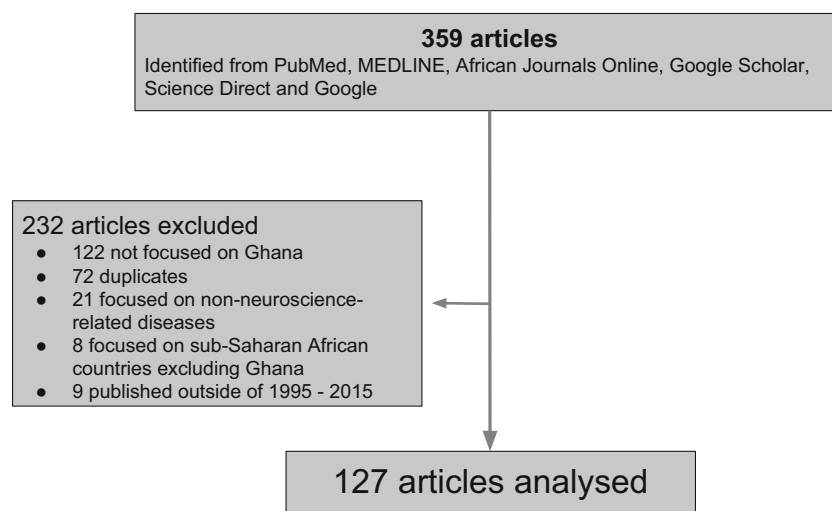 359 articles
Identified from PubMed, MEDLINE, African Journals Online, Google Scholar,
Science Direct and Google
232 articles excluded
● 122 not focused on Ghana
● 72 duplicates
● 21 focused on non-neuroscience-
related diseases
● 8 focused on sub-Saharan African
countries excluding Ghana
● 9 published outside of 1995 - 2015
127 articles analysed